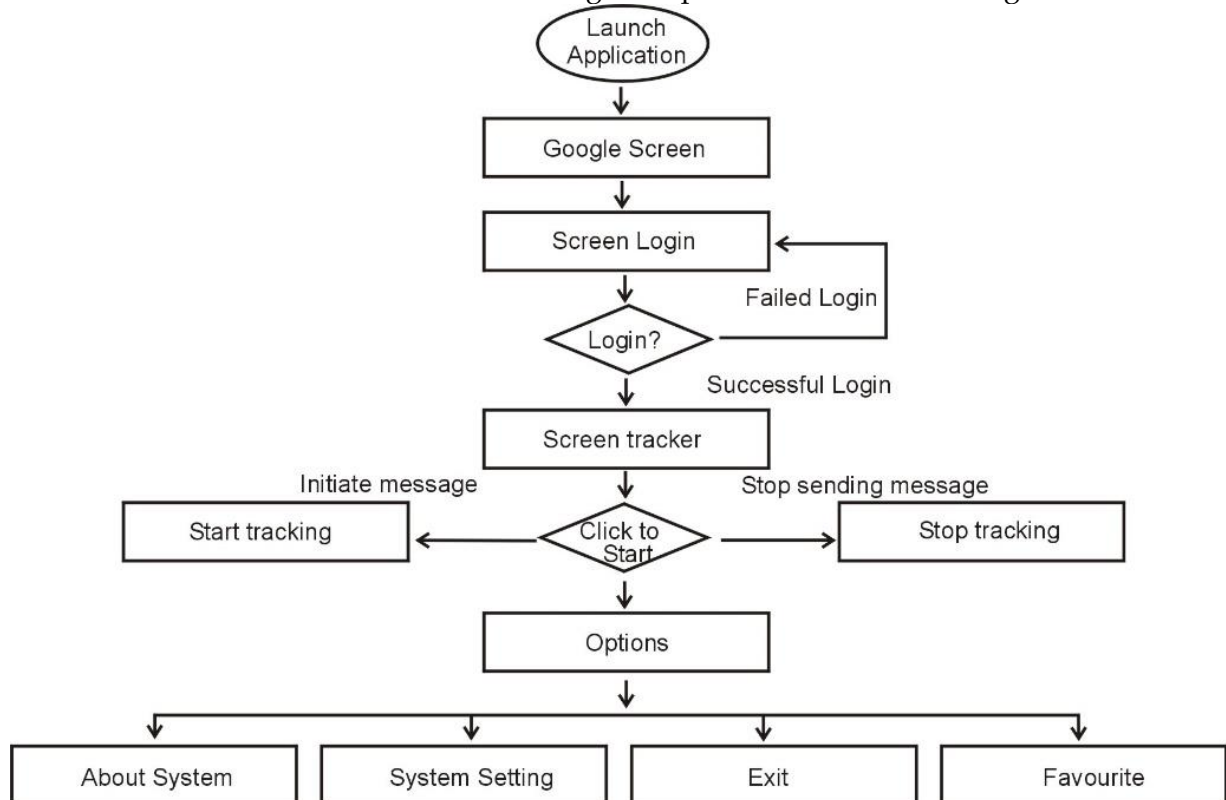 Launch
Application
Google Screen
Screen Login
Failed Login
Login?
Successful Login
Screen tracker
Initiate message
Stop sending message
Start tracking
Click to
Start
Stop tracking
Options
About System
System Setting
Exit
Favourite